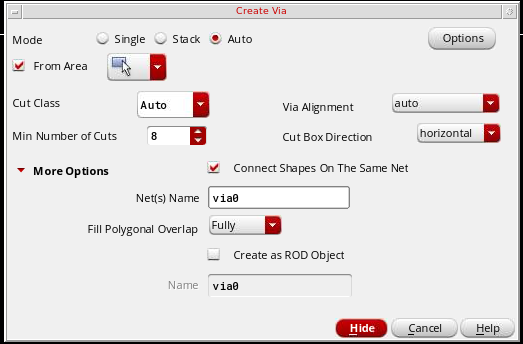 Create Via
Mode Single Stack Auto Options
From Area
Cut Class Auto Via Alignment auto
Min Number of Cuts 8 Cut Box Direction horizontal
More Options Connect Shapes On The Same Net
Net(s) Name via0
Fill Polygonal Overlap Fully
Create as ROD Object
Name via0
Hide Cancel Help